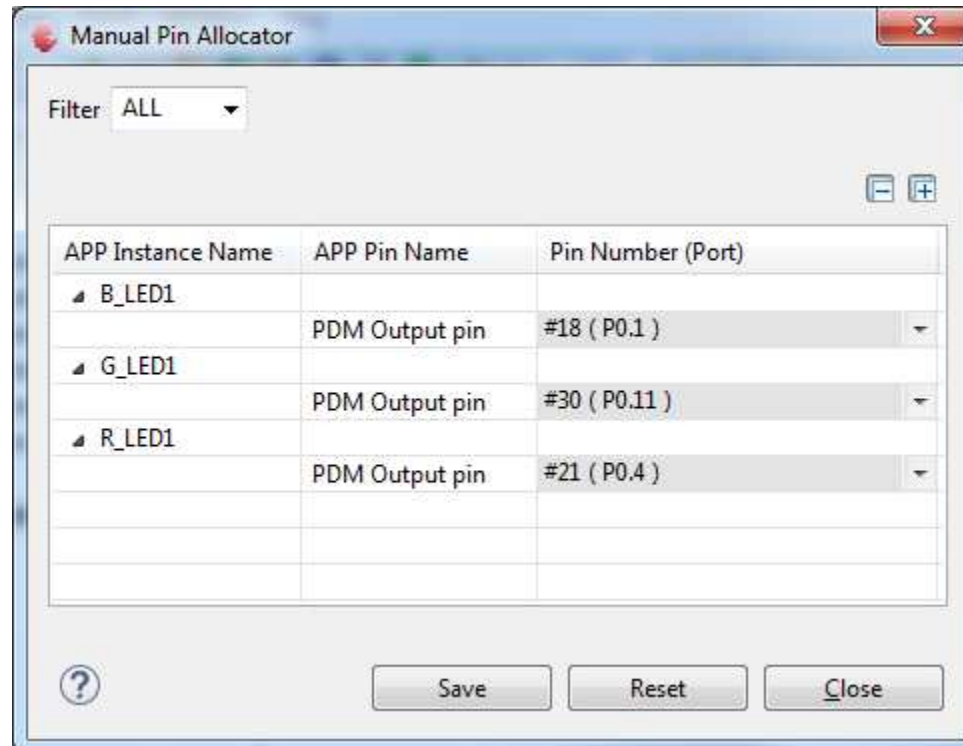 Manual Pin Allocator
Filter ALL
APP Instance Name APP Pin Name Pin Number (Port)
B_LED1
PDM Output pin #18 ( P0.1 )
G_LED1
PDM Output pin #30 ( P0.11 )
R_LED1
PDM Output pin #21 ( P0.4 )
? Save Reset Close